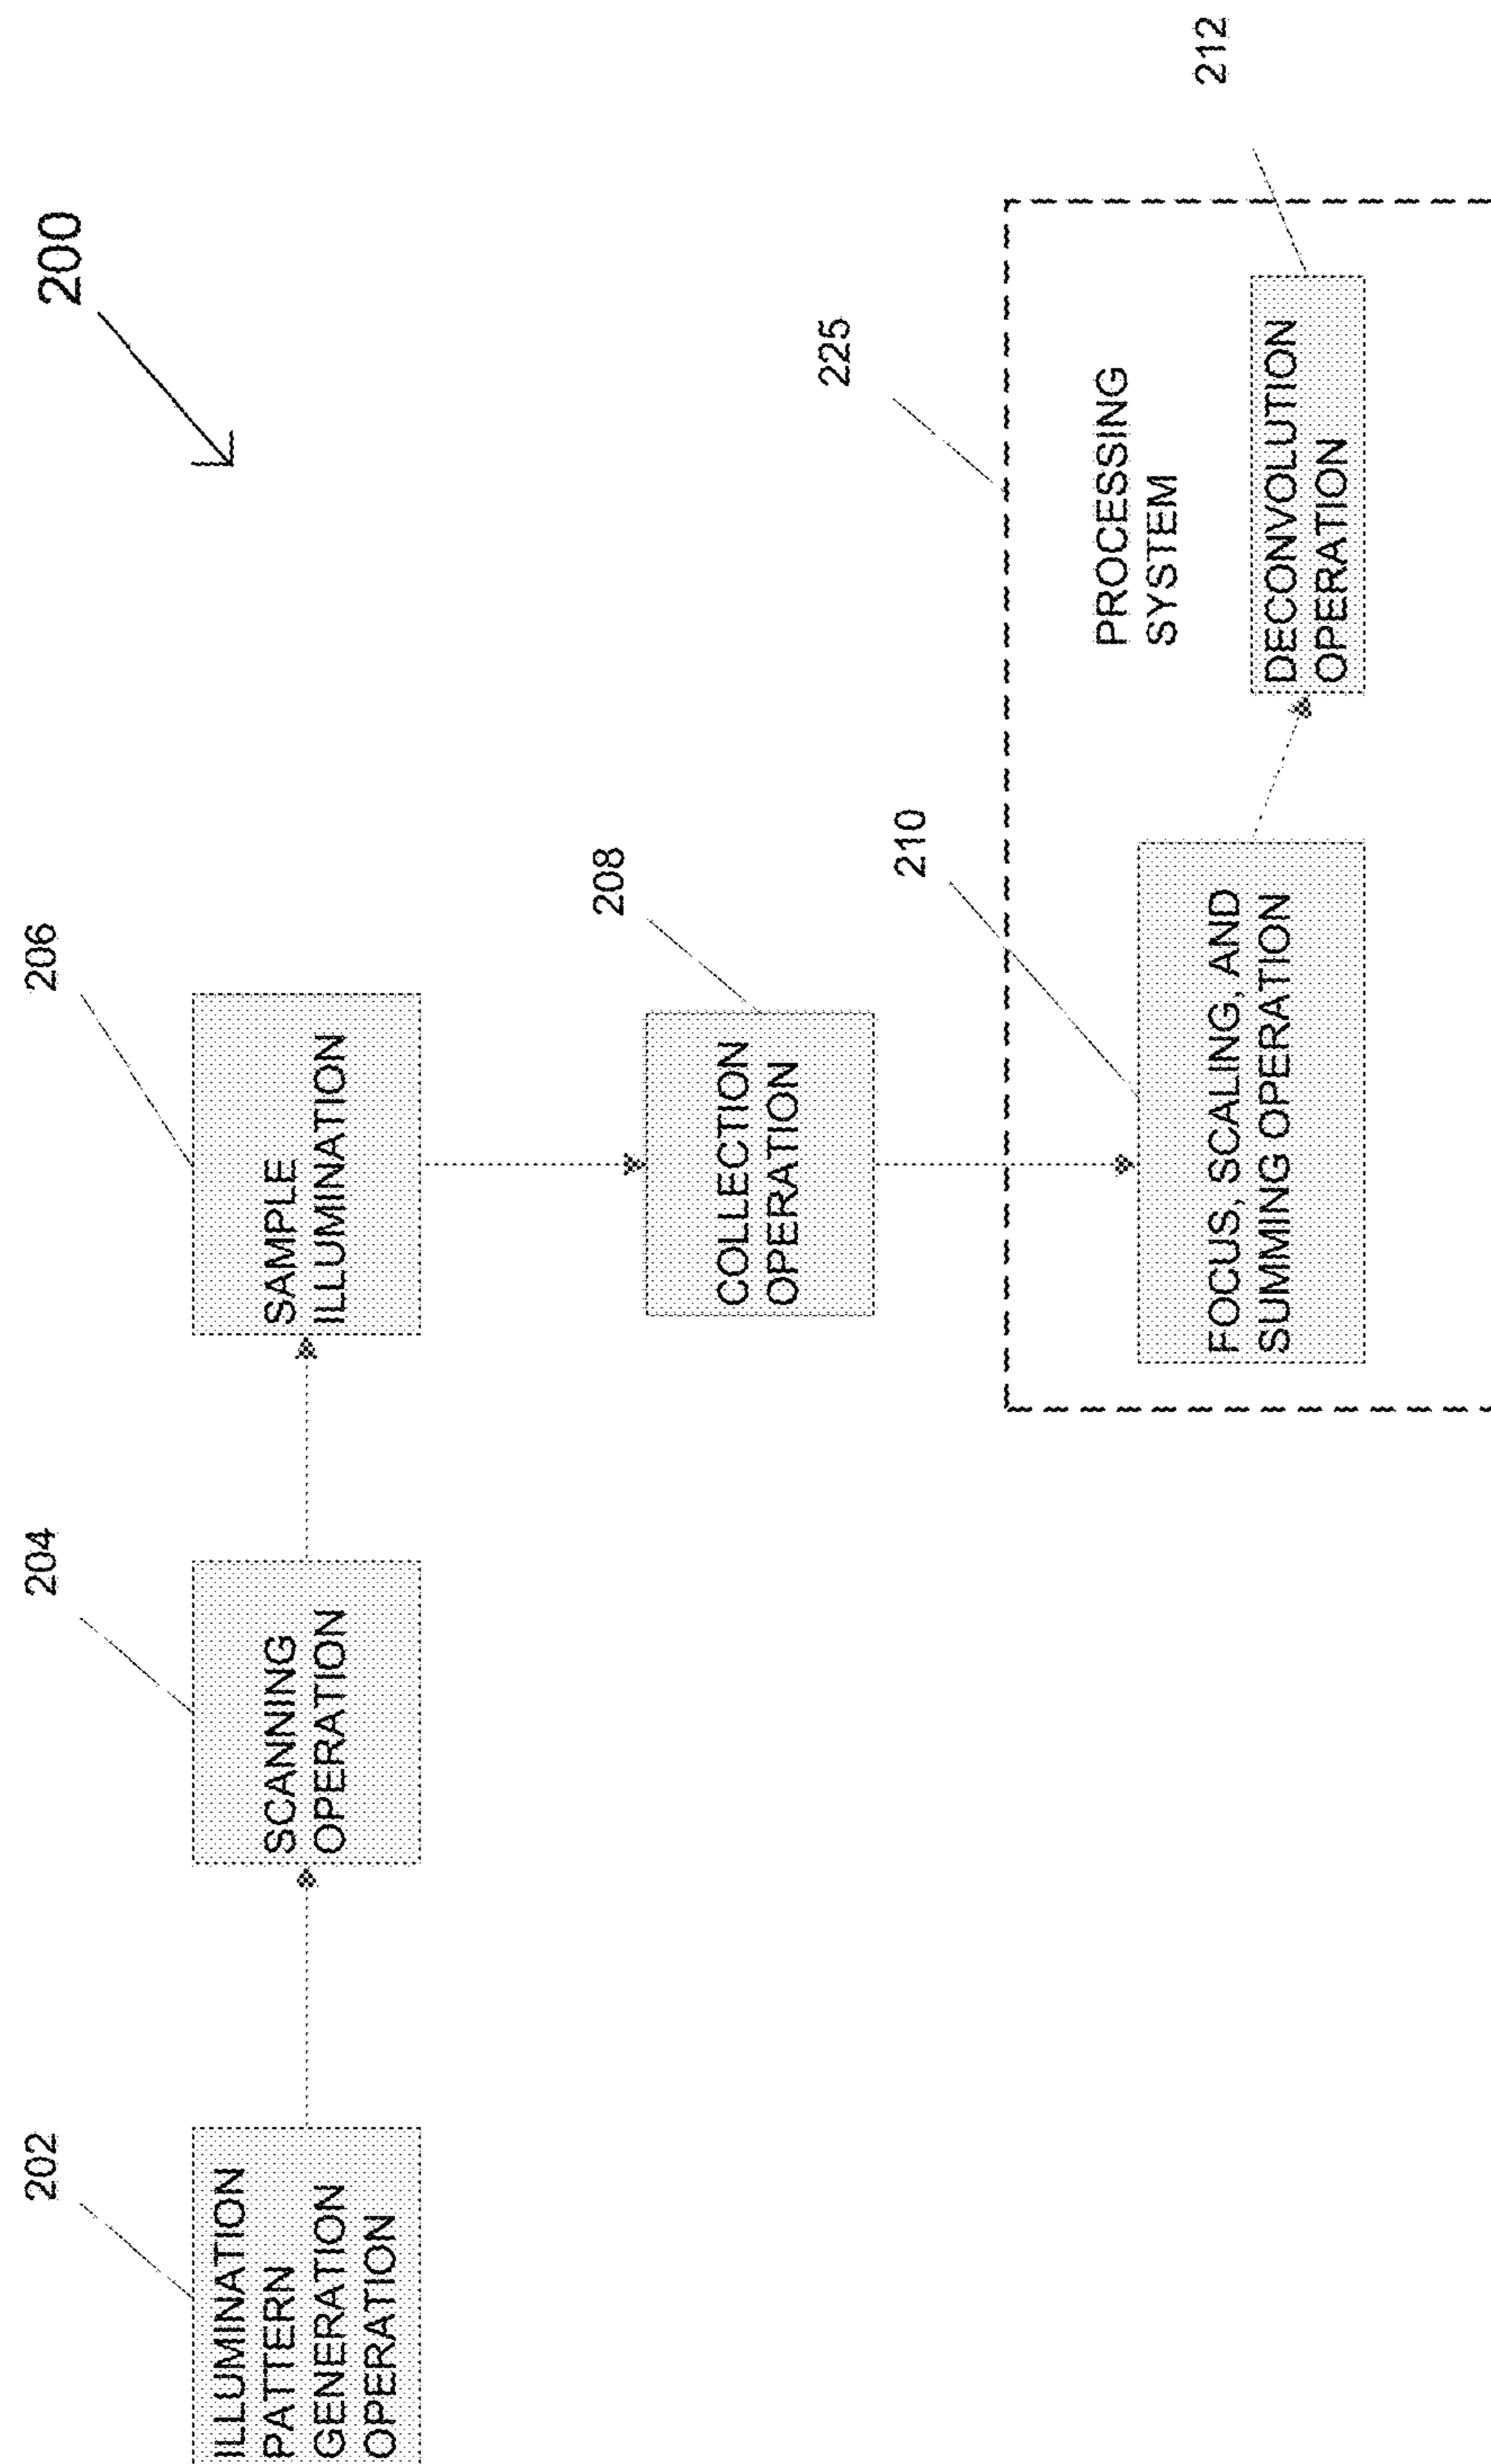 200
202
ILLUMINATION
PATTERN
GENERATION
OPERATION
204
SCANNING
OPERATION
206
SAMPLE
ILLUMINATION
208
COLLECTION
OPERATION
225
PROCESSING
SYSTEM
210
FOCUS, SCALING, AND
SUMMING OPERATION
212
DECONVOLUTION
OPERATION